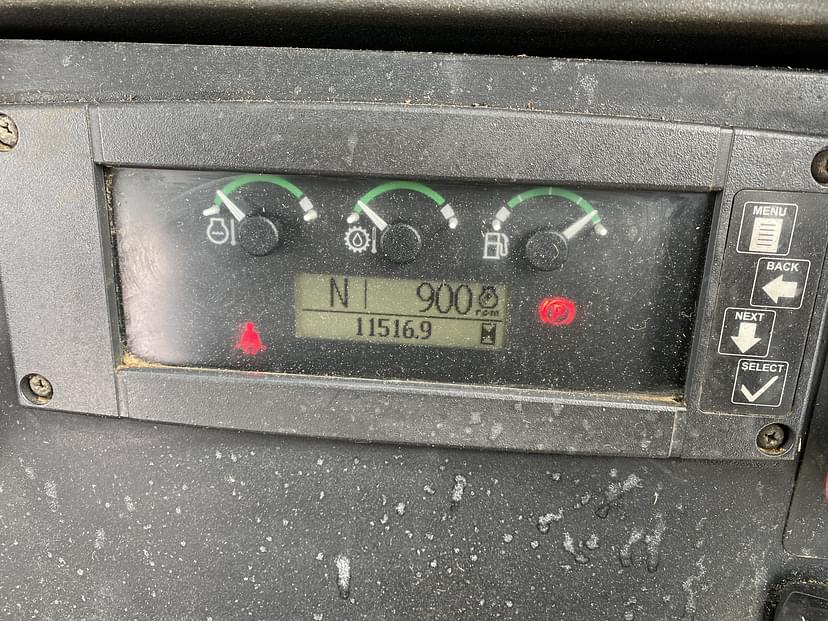 N 900 rpm
11516.9
P
MENU
BACK
NEXT
SELECT